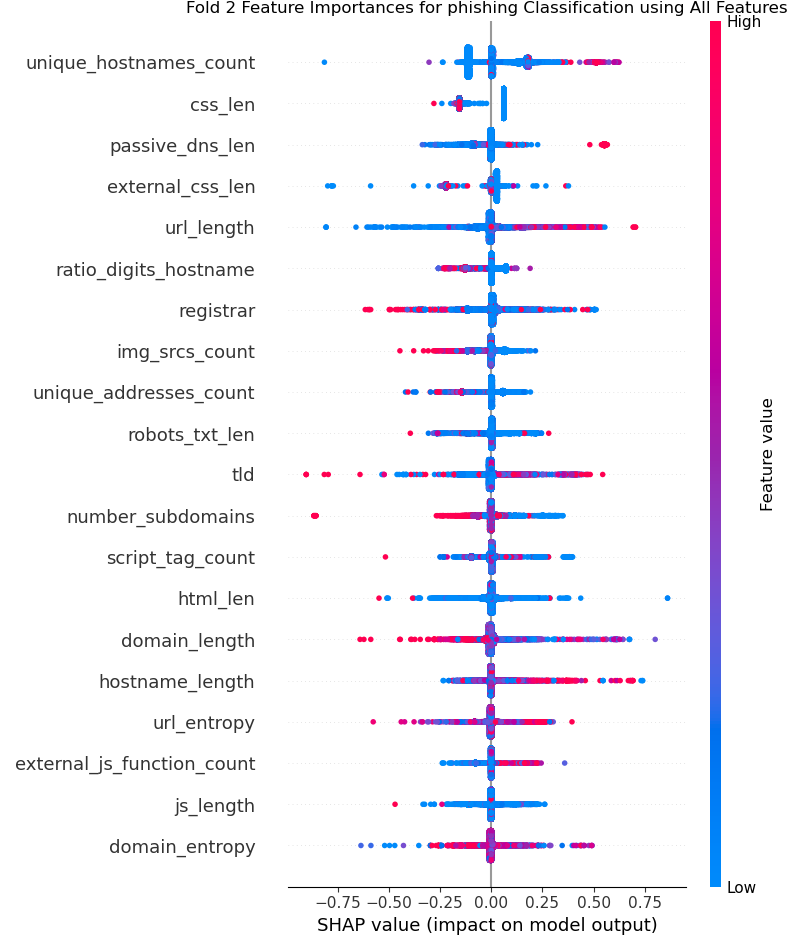 Fold 2 Feature Importances for phishing Classification using All Features
High
unique_hostnames_count
css_len
passive_dns_len
external_css_len
url_length
ratio_digits_hostname
registrar
img_srcs_count
unique_addresses_count
robots_txt_len
tld
number_subdomains
script_tag_count
html_len
domain_length
hostname_length
url_entropy
external_js_function_count
js_length
domain_entropy
Feature value
Low
−0.75 −0.50 −0.25 0.00 0.25 0.50 0.75
SHAP value (impact on model output)